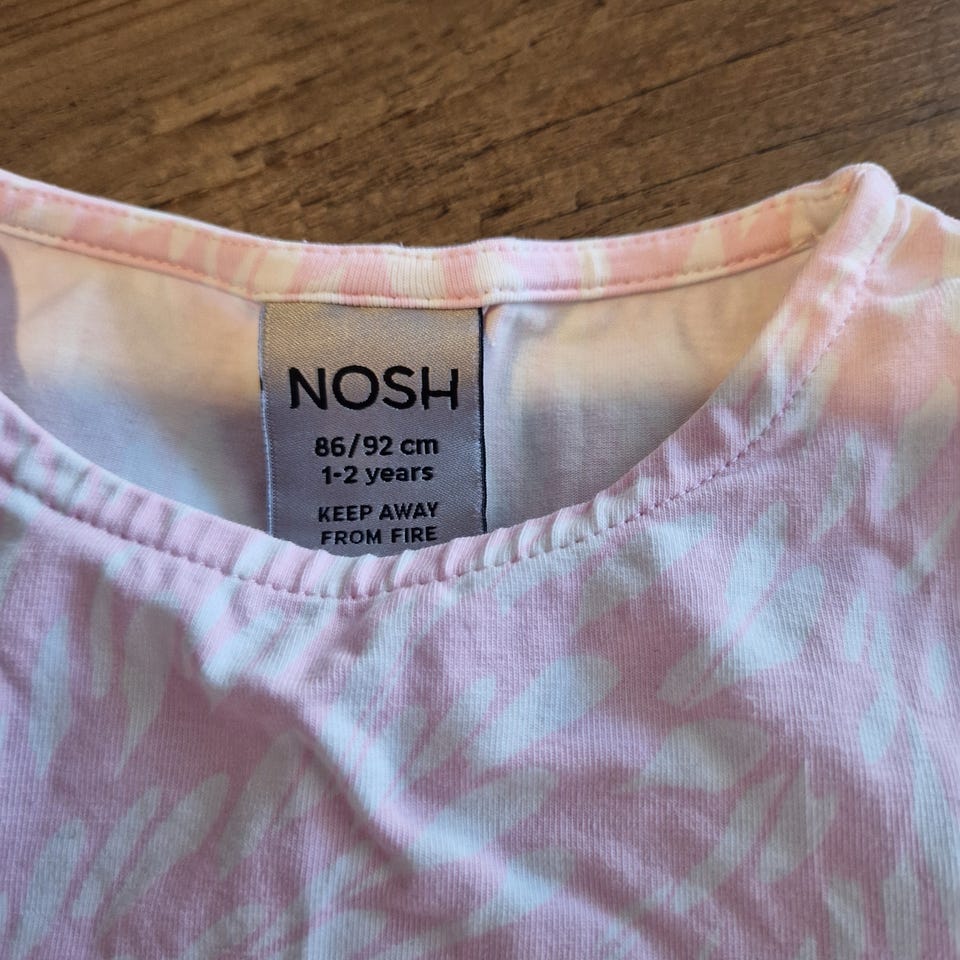 NOSH
86/92 cm
1-2 years
KEEP AWAY
FROM FIRE